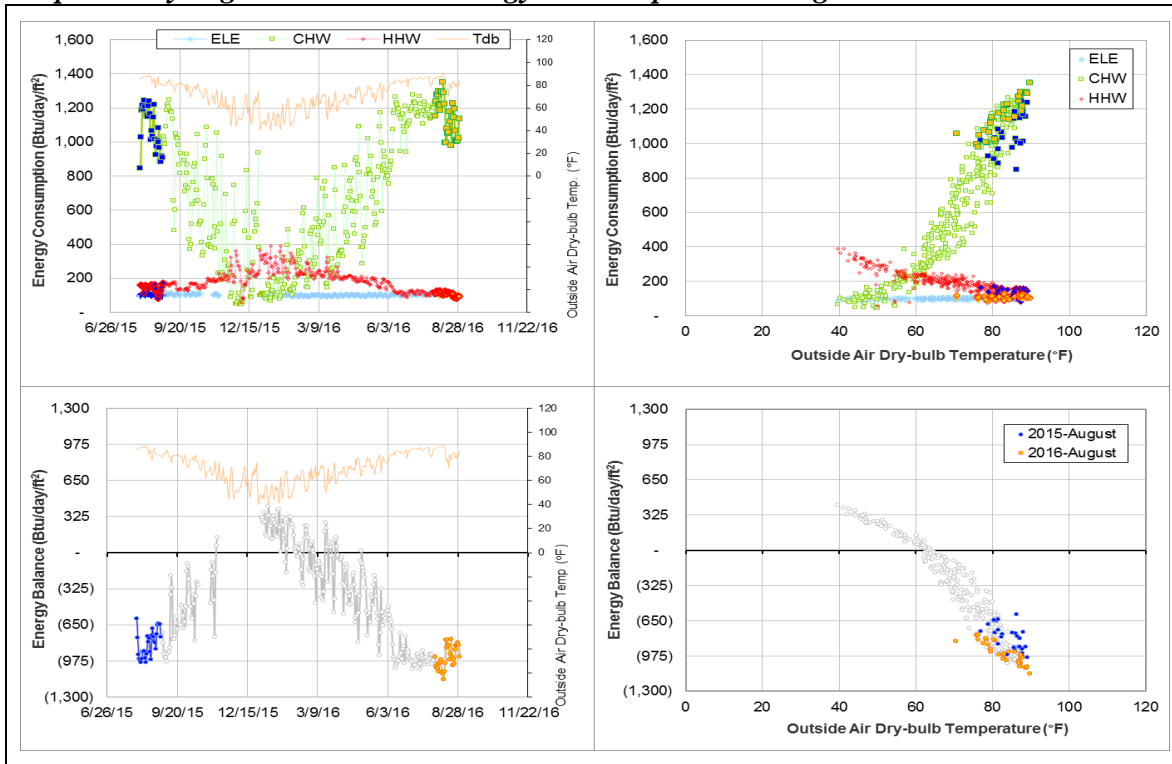 ELE CHW HHW Tdb
1,600
1,400
1,200
1,000
800
600
400
200
-
Energy Consumption (Btu/day/ft²)
120
100
80
60
40
20
0
Outside Air Dry-bulb Temp. (°F)
6/26/15 9/20/15 12/15/15 3/9/16 6/3/16 8/28/16 11/22/16
1,600
1,400
1,200
1,000
800
600
400
200
-
Energy Consumption (Btu/day/ft²)
ELE
CHW
HHW
0 20 40 60 80 100 120
Outside Air Dry-bulb Temperature (°F)
1,300
975
650
325
-
(325)
(650)
(975)
(1,300)
Energy Balance (Btu/day/ft²)
120
100
80
60
40
20
0
Outside Air Dry-bulb Temp (°F)
6/26/15 9/20/15 12/15/15 3/9/16 6/3/16 8/28/16 11/22/16
1,300
975
650
325
-
(325)
(650)
(975)
(1,300)
Energy Balance (Btu/day/ft²)
2015-August
2016-August
0 20 40 60 80 100 120
Outside Air Dry-bulb Temperature (°F)